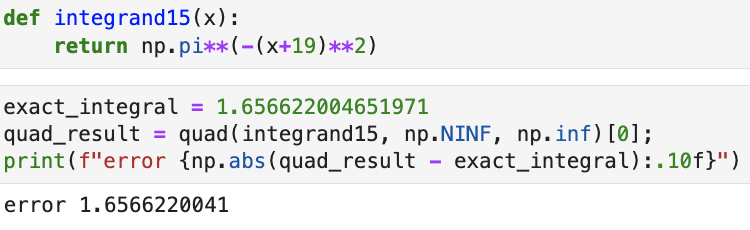 def integrand15(x):
    return np.pi**(-(x+19)**2)
exact_integral = 1.656622004651971
quad_result = quad(integrand15, np.NINF, np.inf)[0];
print(f"error {np.abs(quad_result - exact_integral):.10f}")
error 1.6566220041